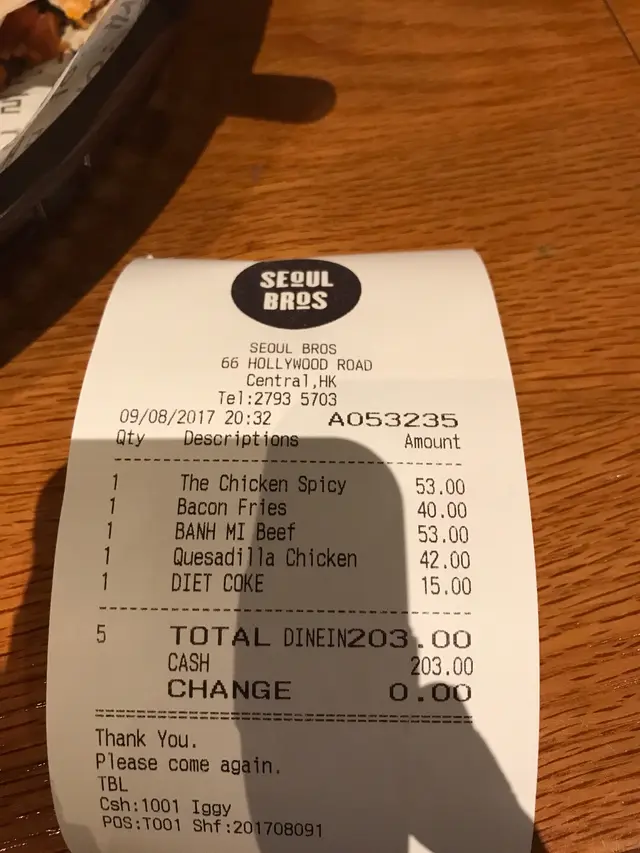 SEOUL
BROS
SEOUL BROS
66 HOLLYWOOD ROAD
Central,HK
Tel:2793 5703
09/08/2017 20:32 A053235
Qty Descriptions Amount
1 The Chicken Spicy 53.00
1 Bacon Fries 40.00
1 BANH MI Beef 53.00
1 Quesadilla Chicken 42.00
1 DIET COKE 15.00
5 TOTAL DINEIN203.00
CASH 203.00
CHANGE 0.00
Thank You.
Please come again.
TBL
Csh:1001 Iggy
POS:T001 Shf:201708091